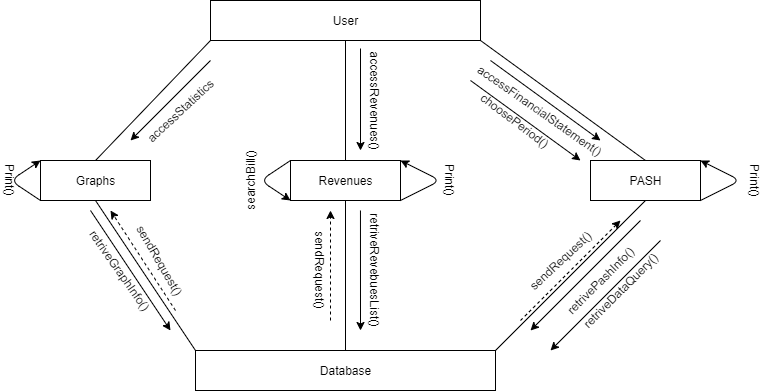 User
accessStatistics
accessRevenues()
accessFinancialStatement()
choosePeriod()
Print()
Graphs
searchBill()
Revenues
Print()
PASH
Print()
retriveGraphInfo()
sendRequest()
sendRequest()
retriveRevebuesList()
sendRequest()
retrivePashInfo()
retriveDataQuery()
Database